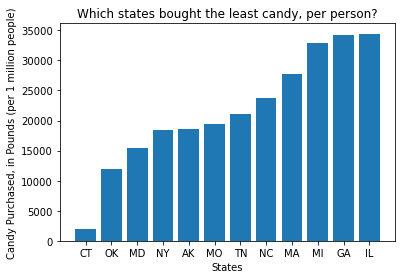 Which states bought the least candy, per person?
Candy Purchased, in Pounds (per 1 million people)
35000
30000
25000
20000
15000
10000
5000
0
CT OK MD NY AK MO TN NC MA MI GA IL
States